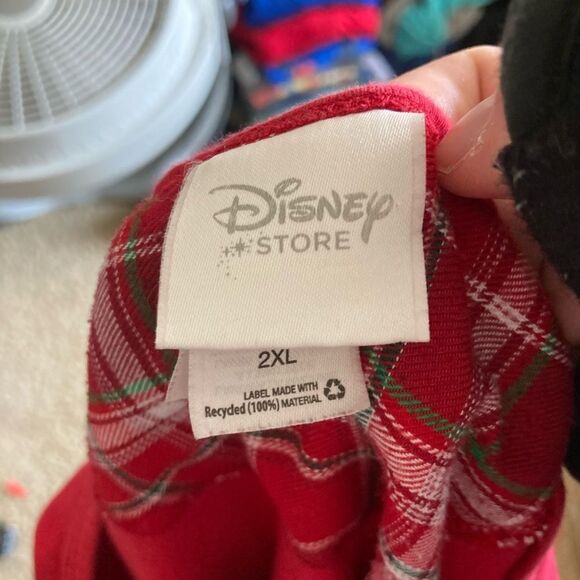 Disney
STORE
2XL
LABEL MADE WITH
Recycled (100%) MATERIAL